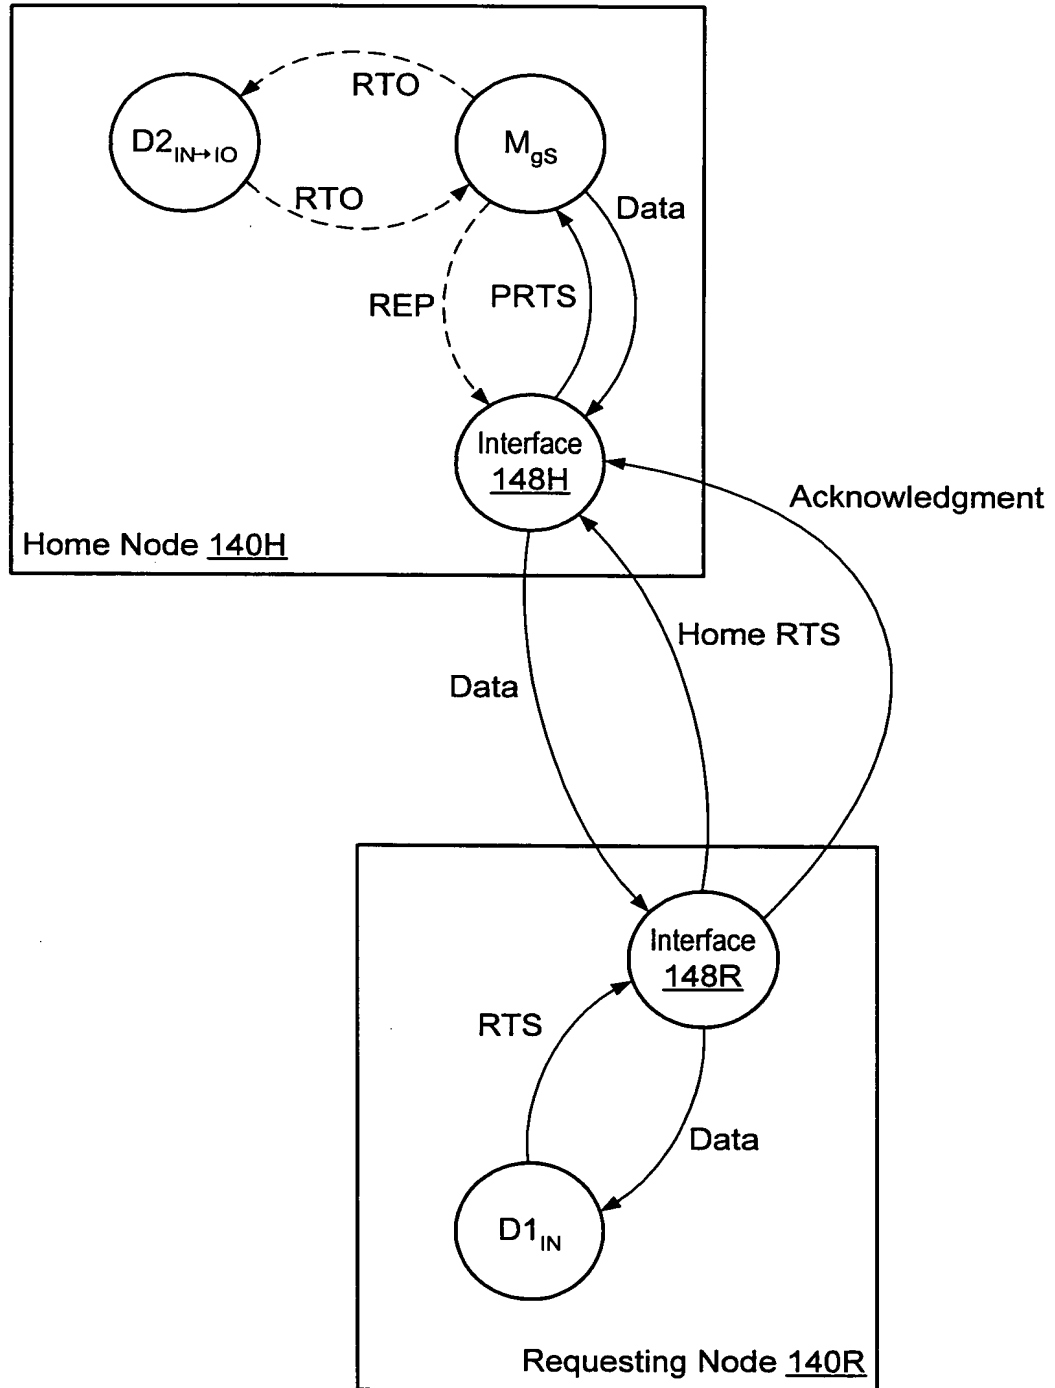 RTO
D2IN→IO
MgS
RTO
Data
REP
PRTS
Interface
148H
Acknowledgment
Home Node 140H
Home RTS
Data
Interface
148R
RTS
Data
D1IN
Requesting Node 140R